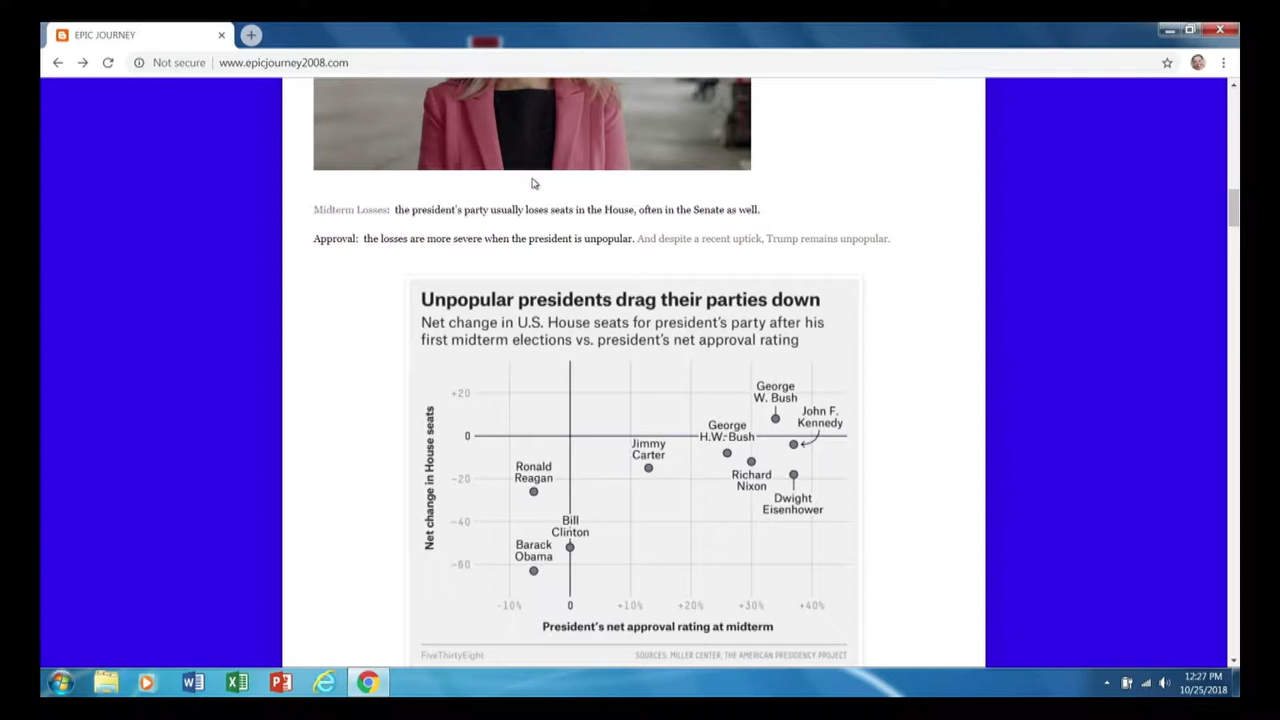 EPIC JOURNEY
Not secure | www.epicjourney2008.com
Midterm Losses: the president's party usually loses seats in the House, often in the Senate as well.
Approval: the losses are more severe when the president is unpopular. And despite a recent uptick, Trump remains unpopular.
Unpopular presidents drag their parties down
Net change in U.S. House seats for president's party after his
first midterm elections vs. president's net approval rating
Net change in House seats
+20
0
-20
-40
-60
George
W. Bush
John F.
Kennedy
George
H.W. Bush
Jimmy
Carter
Ronald
Reagan
Richard
Nixon
Dwight
Eisenhower
Bill
Clinton
Barack
Obama
-10%
0
+10%
+20%
+30%
+40%
President's net approval rating at midterm
FiveThirtyEight
SOURCES: MILLER CENTER, THE AMERICAN PRESIDENCY PROJECT
12:27 PM
10/25/2018